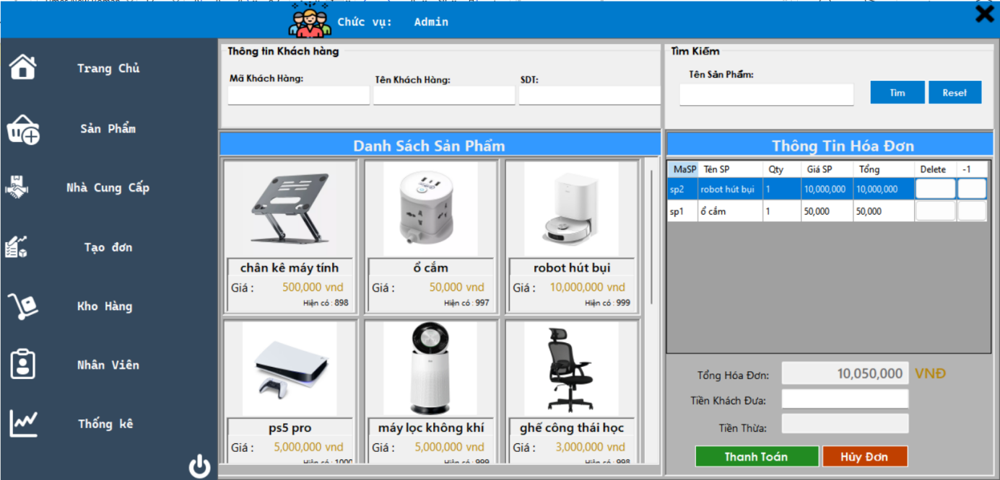 Chức vụ: Admin
Trang Chủ
Sản Phẩm
Nhà Cung Cấp
Tạo đơn
Kho Hàng
Nhân Viên
Thống kê
Thông tin Khách hàng
Mã Khách Hàng: Tên Khách Hàng: SDT:
Tìm Kiếm
Tên Sản Phẩm:
Tìm Reset
Danh Sách Sản Phẩm
chân kê máy tính ổ cắm robot hút bụi
Giá : 500,000 vnd Giá : 50,000 vnd Giá : 10,000,000 vnd
Hiện có : 898 Hiện có : 997 Hiện có : 999
ps5 pro máy lọc không khí ghế công thái học
Giá : 5,000,000 vnd Giá : 5,000,000 vnd Giá : 3,000,000 vnd
Hiện có : 1000 Hiện có : 999 Hiện có : 998
Thông Tin Hóa Đơn
MaSP Tên SP Qty Giá SP Tổng Delete -1
sp2 robot hút bụi 1 10,000,000 10,000,000
sp1 ổ cắm 1 50,000 50,000
Tổng Hóa Đơn: 10,050,000 VNĐ
Tiền Khách Đưa:
Tiền Thừa:
Thanh Toán Hủy Đơn